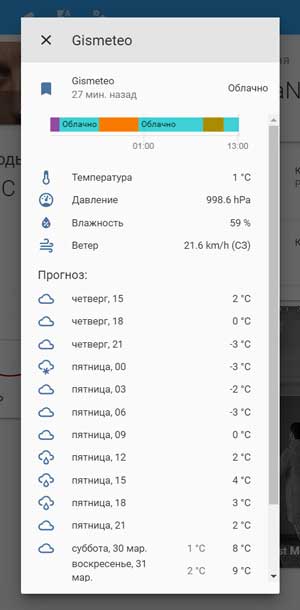 Gismeteo
Gismeteo
27 мин. назад
Облачно
Облачно
Облачно
01:00
13:00
Температура 1 °C
Давление 998.6 hPa
Влажность 59 %
Ветер 21.6 km/h (СЗ)
Прогноз:
четверг, 15 2 °C
четверг, 18 0 °C
четверг, 21 -3 °C
пятница, 00 -3 °C
пятница, 03 -2 °C
пятница, 06 -3 °C
пятница, 09 0 °C
пятница, 12 2 °C
пятница, 15 4 °C
пятница, 18 3 °C
пятница, 21 2 °C
суббота, 30 мар. 1 °C 8 °C
воскресенье, 31
мар. 2 °C 9 °C